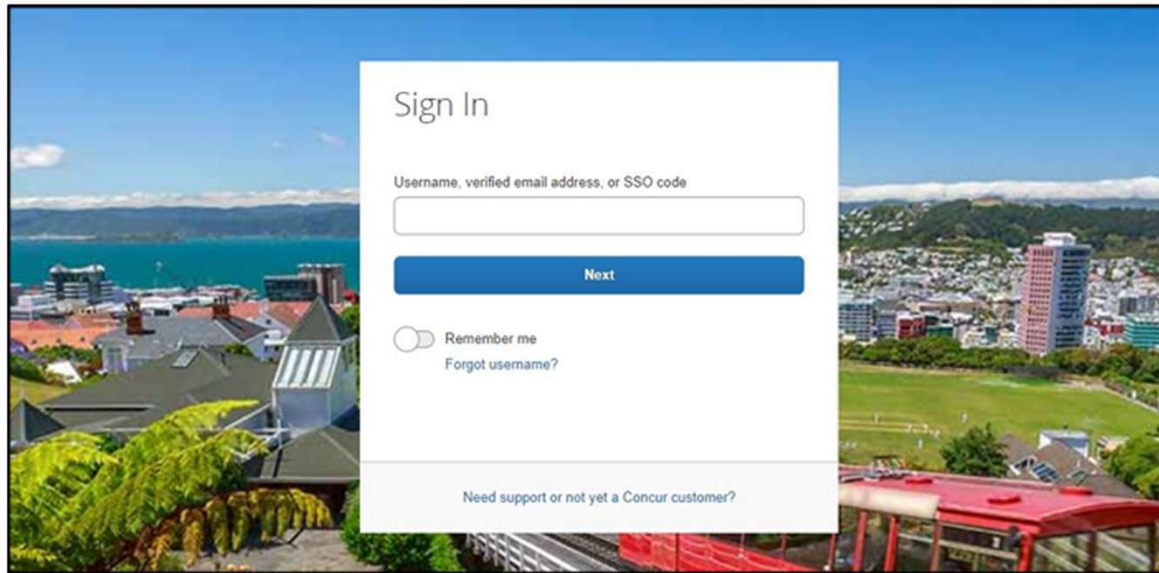 Sign In
Username, verified email address, or SSO code
Next
Remember me
Forgot username?
Need support or not yet a Concur customer?